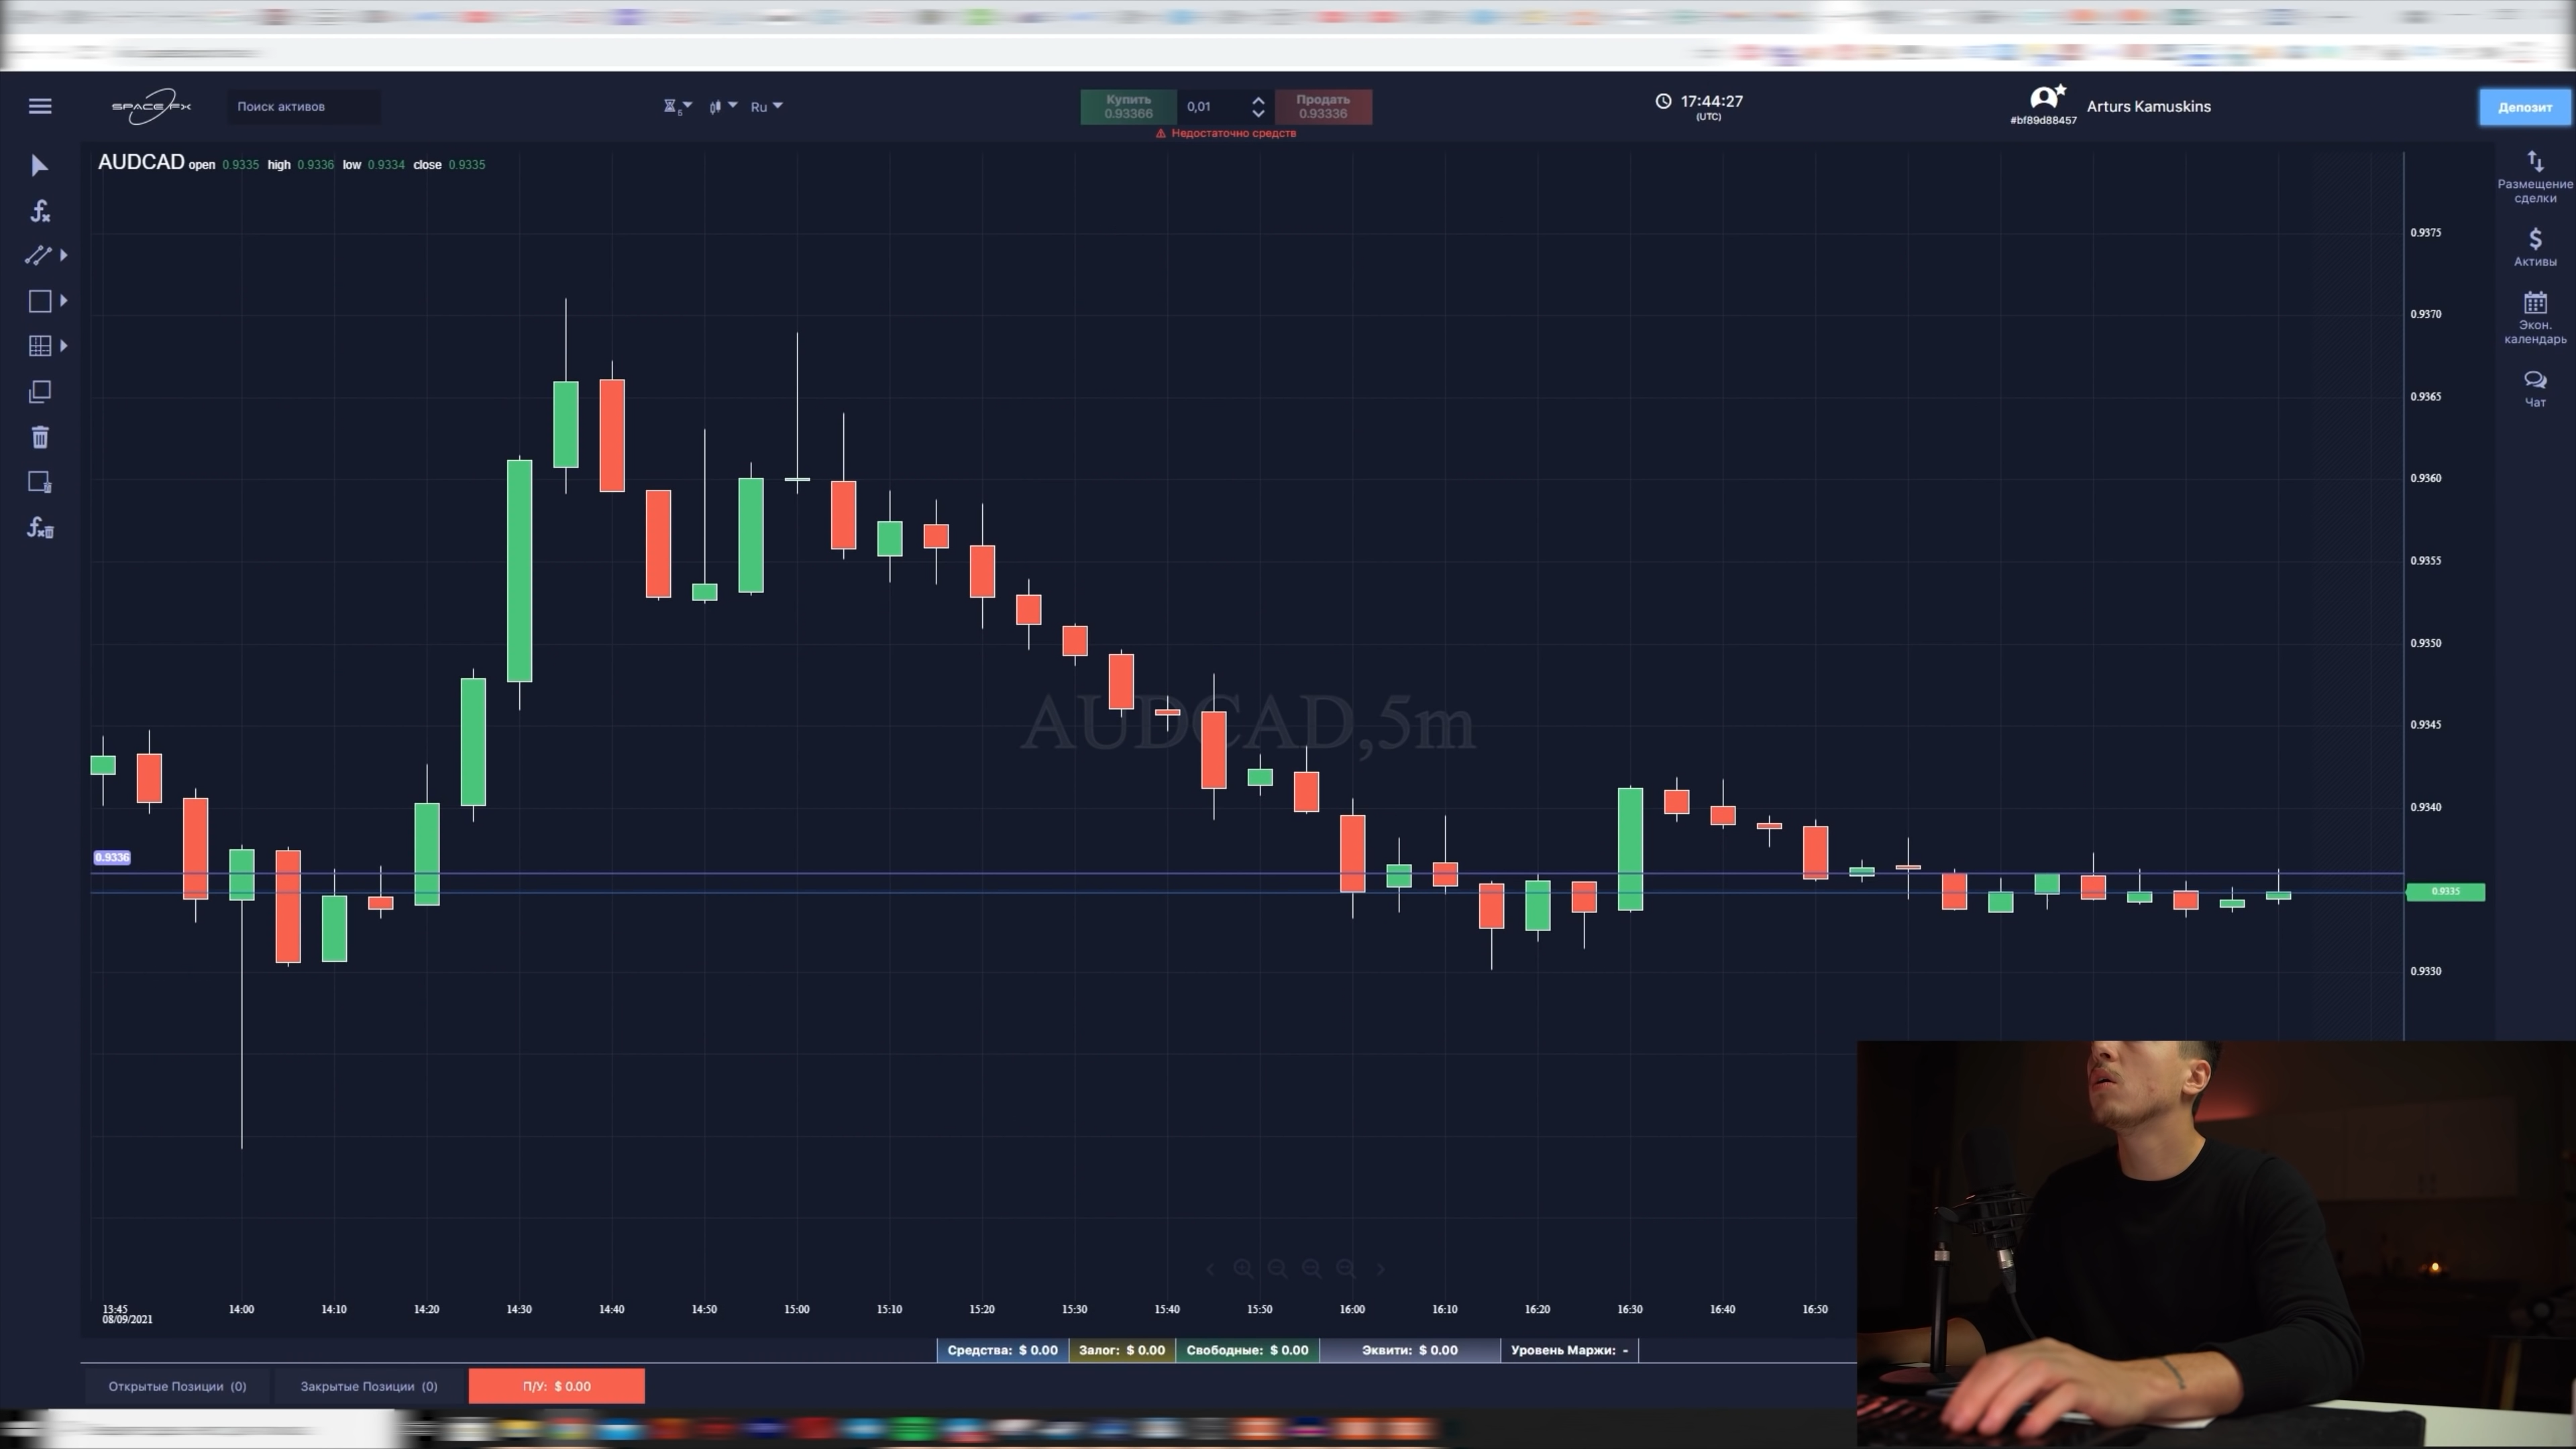 SPACE FX
Поиск активов
5
Ru
Купить
0.93366
0,01
Продать
0.93336
Недостаточно средств
17:44:27
(UTC)
#bf89d88457
Arturs Kamuskins
Депозит
AUDCAD open 0.9335 high 0.9336 low 0.9334 close 0.9335
Размещение
сделки
Активы
Экон.
календарь
Чат
0.9375
0.9370
0.9365
0.9360
0.9355
0.9350
0.9345
0.9340
0.9335
0.9330
AUDCAD,5m
0.9336
13:45 14:00 14:10 14:20 14:30 14:40 14:50 15:00 15:10 15:20 15:30 15:40 15:50 16:00 16:10 16:20 16:30 16:40 16:50
08/09/2021
Средства: $ 0.00 Залог: $ 0.00 Свободные: $ 0.00 Эквити: $ 0.00 Уровень Маржи: -
Открытые Позиции (0) Закрытые Позиции (0) П/У: $ 0.00